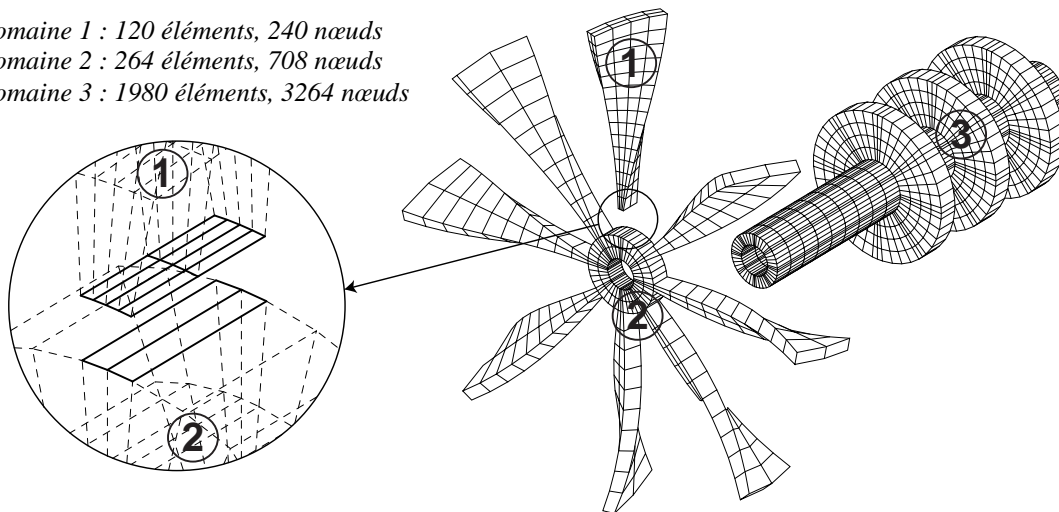 omaine 1 : 120 éléments, 240 nœuds
omaine 2 : 264 éléments, 708 nœuds
omaine 3 : 1980 éléments, 3264 nœuds
1
3
1
2
2